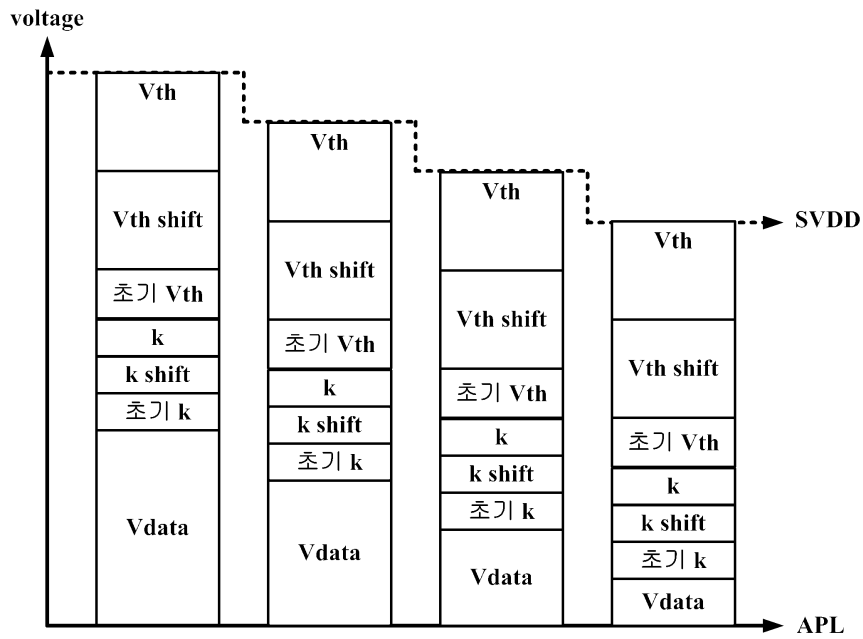 voltage
Vth
Vth shift
초기 Vth
k
k shift
초기 k
Vdata
Vth
Vth shift
초기 Vth
k
k shift
초기 k
Vdata
Vth
Vth shift
초기 Vth
k
k shift
초기 k
Vdata
Vth
Vth shift
초기 Vth
k
k shift
초기 k
Vdata
SVDD
APL